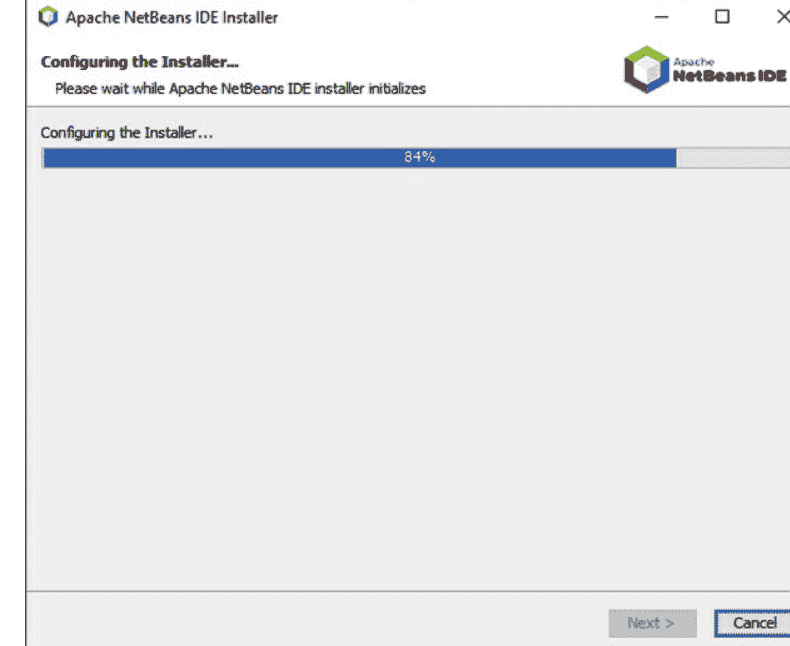 Apache NetBeans IDE Installer
Configuring the Installer...
Please wait while Apache NetBeans IDE installer initializes
Apache
NetBeans IDE
Configuring the Installer...
84%
Next >
Cancel